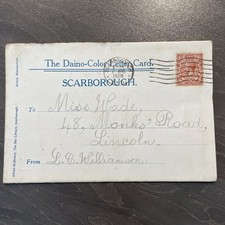 The Daino-Color Letter Card.
SCARBOROUGH.
To Miss Wade,
48, Monks Road,
Lincoln.
From L. C. Williamson.